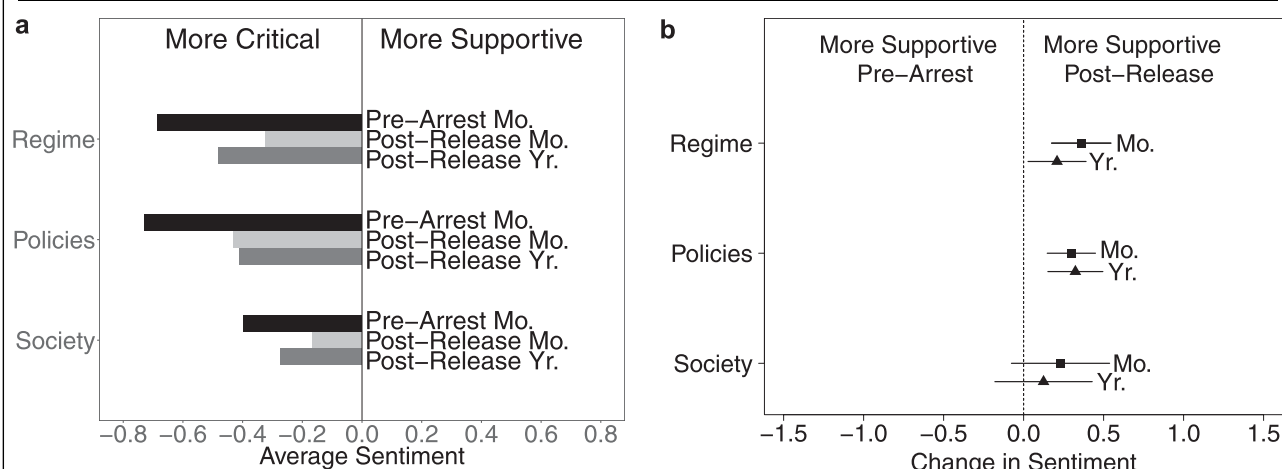 a
More Critical
More Supportive
Regime
Pre−Arrest Mo.
Post−Release Mo.
Post−Release Yr.
Policies
Pre−Arrest Mo.
Post−Release Mo.
Post−Release Yr.
Society
Pre−Arrest Mo.
Post−Release Mo.
Post−Release Yr.
−0.8 −0.6 −0.4 −0.2 0.0 0.2 0.4 0.6 0.8
Average Sentiment
b
More Supportive
Pre−Arrest
More Supportive
Post−Release
Regime
Mo.
Yr.
Policies
Mo.
Yr.
Society
Mo.
Yr.
−1.5 −1.0 −0.5 0.0 0.5 1.0 1.5
Change in Sentiment